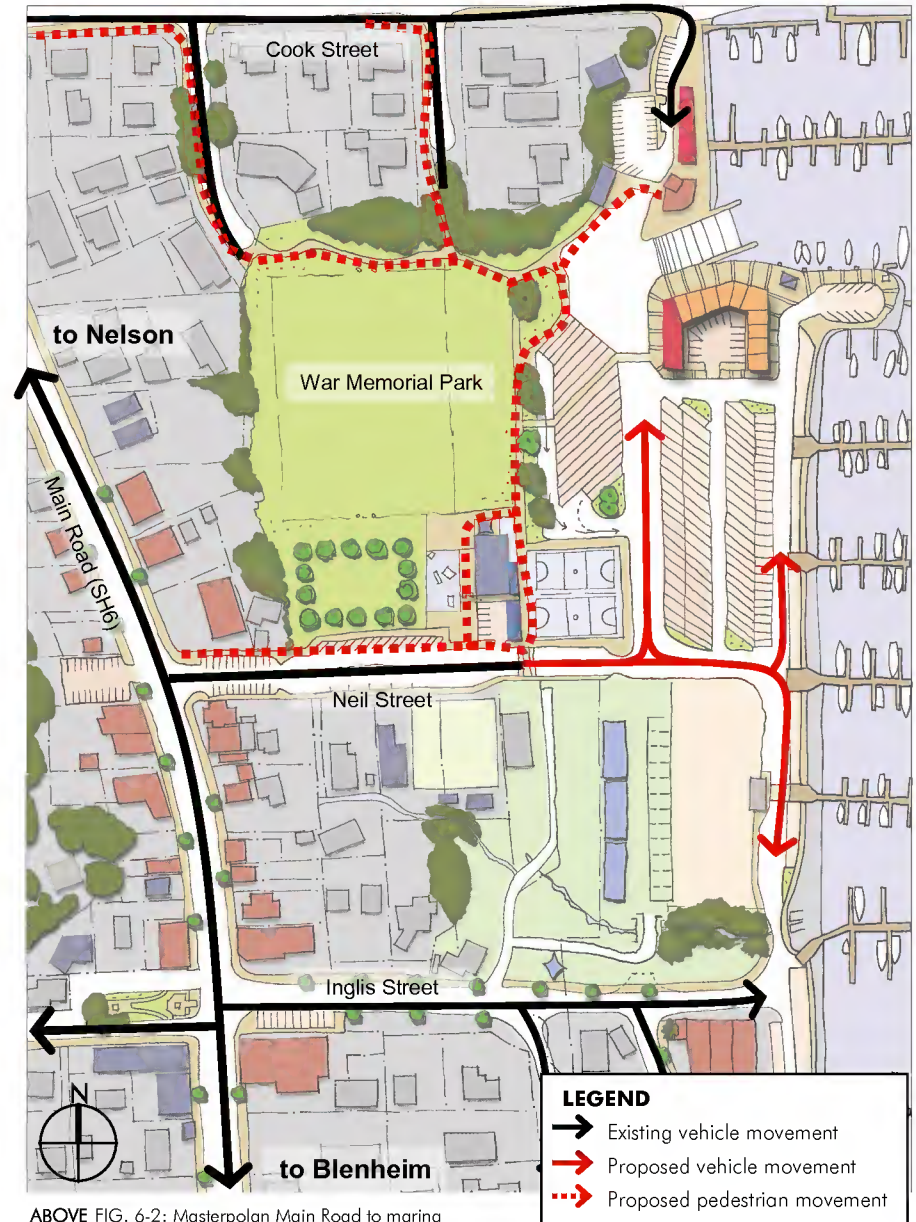 Cook Street
to Nelson
War Memorial Park
Main Road (SH6)
Neil Street
Inglis Street
N
to Blenheim
LEGEND
Existing vehicle movement
Proposed vehicle movement
Proposed pedestrian movement
ABOVE FIG. 6-2: Masterpolan Main Road to marina